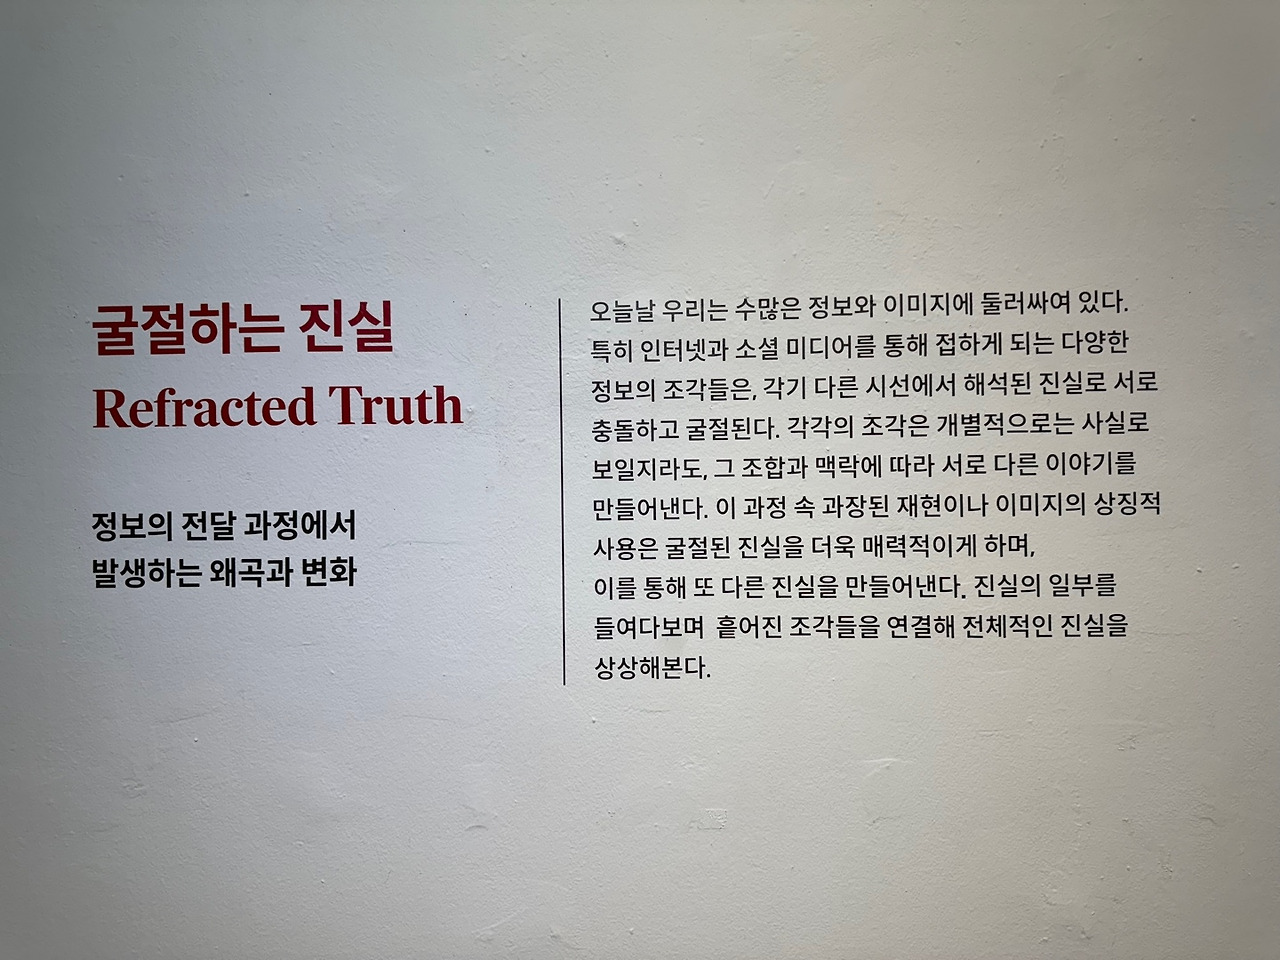 굴절하는 진실
Refracted Truth
정보의 전달 과정에서
발생하는 왜곡과 변화
오늘날 우리는 수많은 정보와 이미지에 둘러싸여 있다.
특히 인터넷과 소셜 미디어를 통해 접하게 되는 다양한
정보의 조각들은, 각기 다른 시선에서 해석된 진실로 서로
충돌하고 굴절된다. 각각의 조각은 개별적으로는 사실로
보일지라도, 그 조합과 맥락에 따라 서로 다른 이야기를
만들어낸다. 이 과정 속 과장된 재현이나 이미지의 상징적
사용은 굴절된 진실을 더욱 매력적이게 하며,
이를 통해 또 다른 진실을 만들어낸다. 진실의 일부를
들여다보며 흩어진 조각들을 연결해 전체적인 진실을
상상해본다.